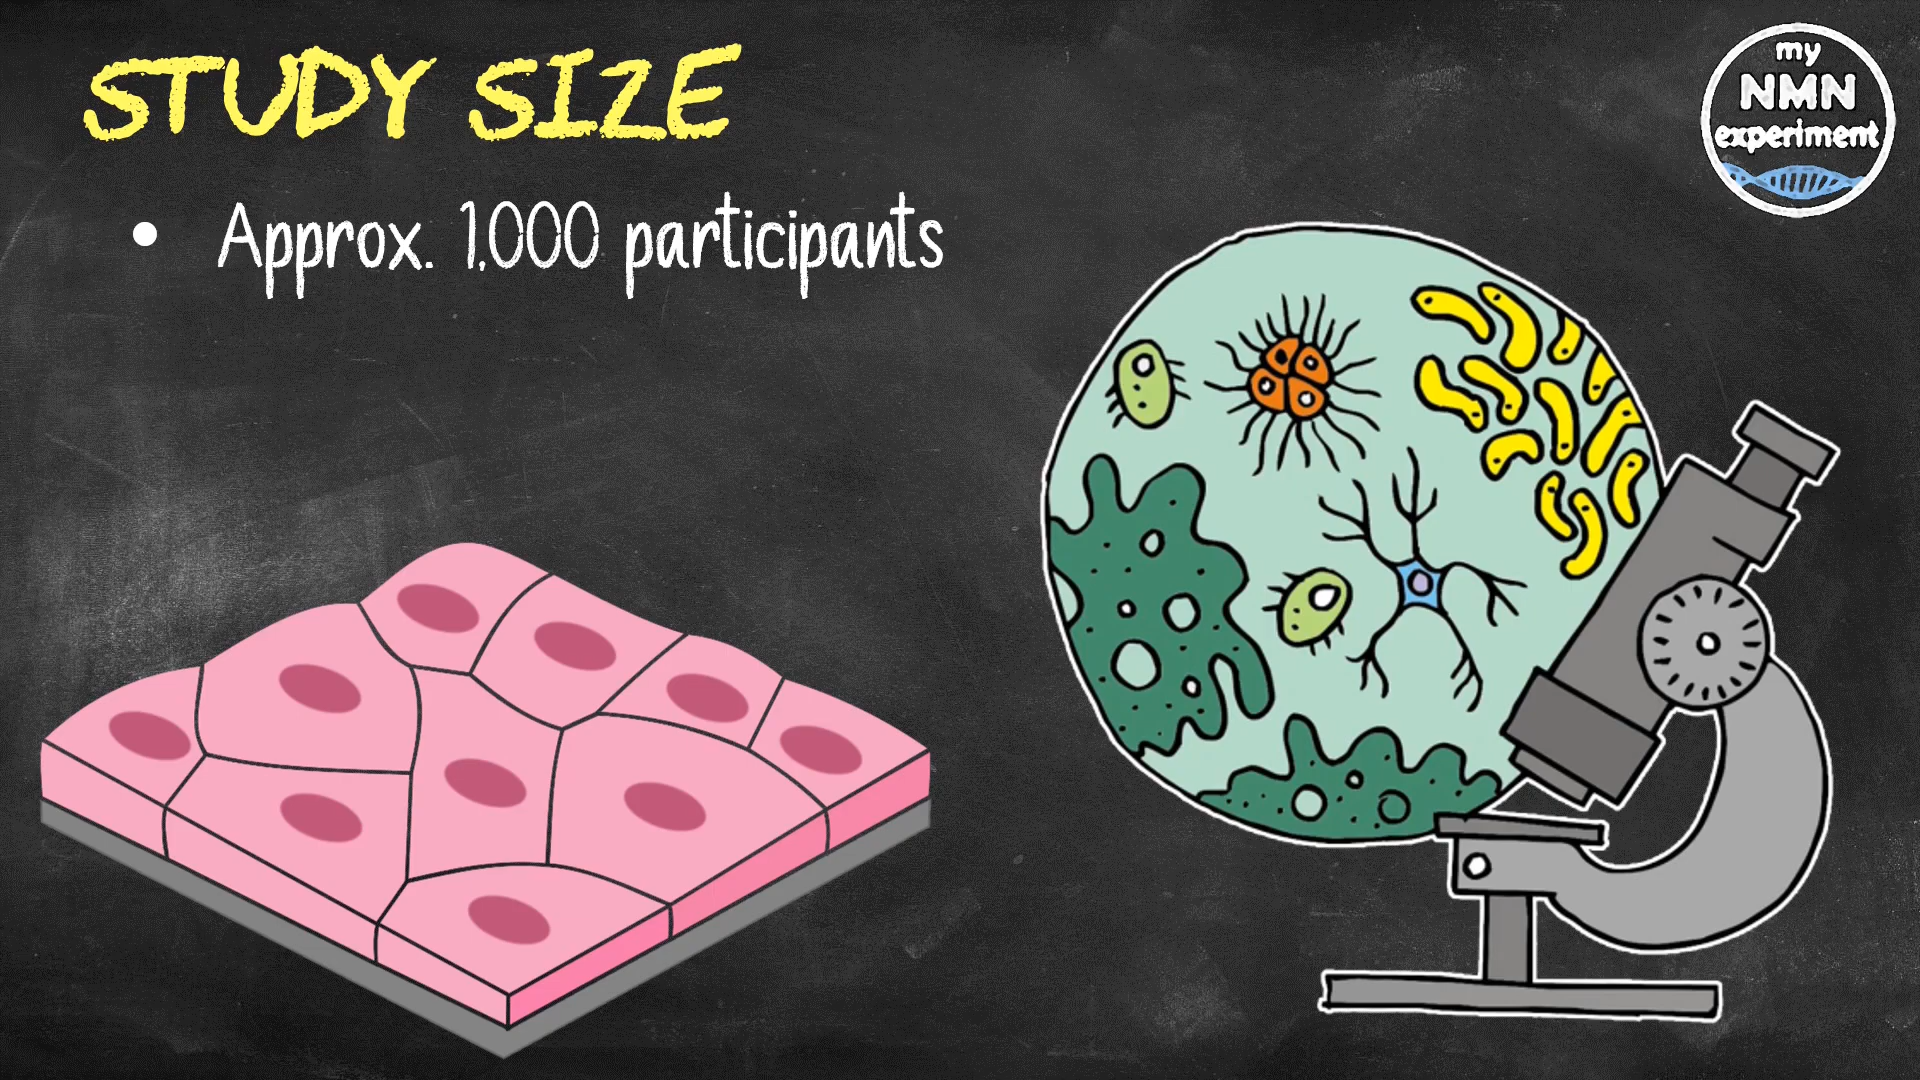 STUDY SIZE
• Approx. 1,000 participants
my
NMN
experiment